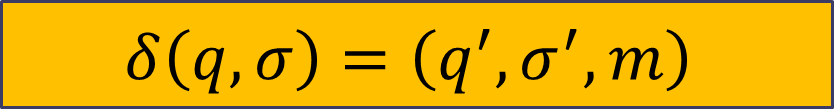 𝛿(𝑞, 𝜎) = (𝑞′, 𝜎′, 𝑚)